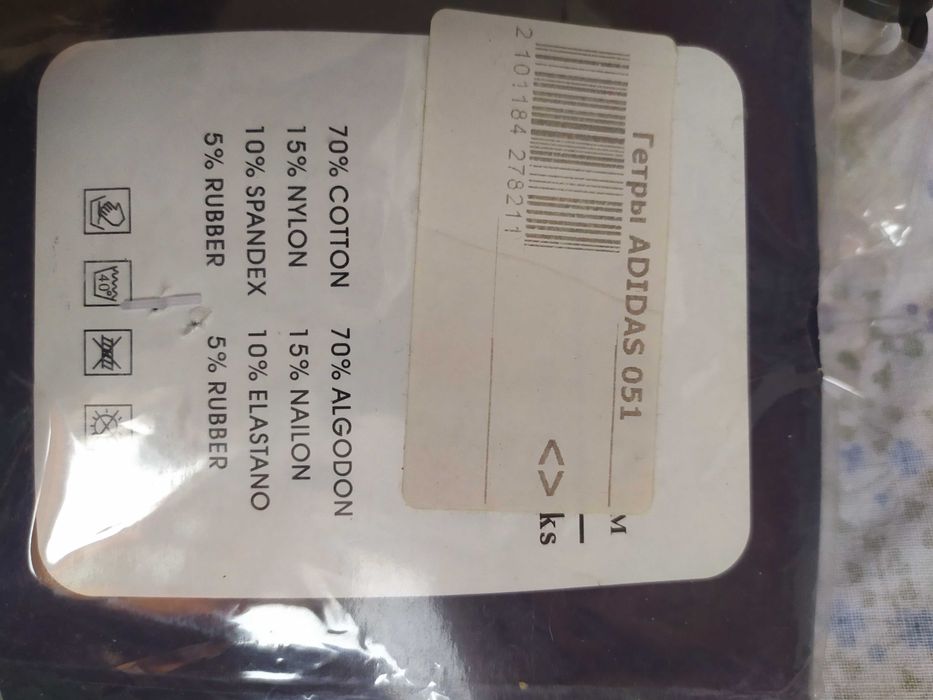 Гетры ADIDAS 051
2 101184 278211
<>
M
ks
70% COTTON 70% ALGODON
15% NYLON 15% NAILON
10% SPANDEX 10% ELASTANO
5% RUBBER 5% RUBBER
40°